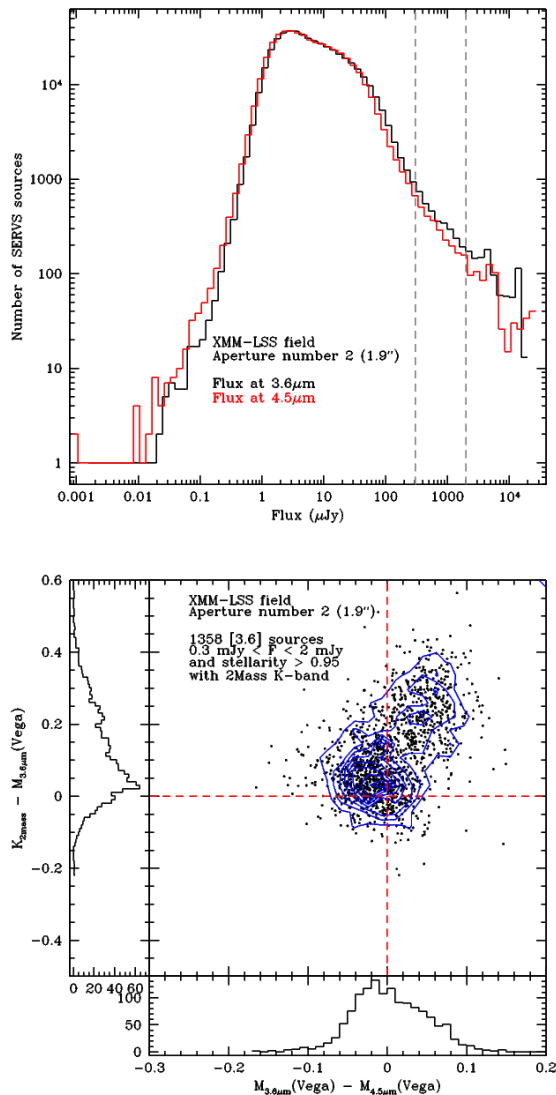 Number of SERVS sources
10⁴
1000
100
10
1
XMM-LSS field
Aperture number 2 (1.9")
Flux at 3.6μm
Flux at 4.5μm
0.001 0.01 0.1 1 10 100 1000 10⁴
Flux (μJy)
K2mass − M3.6μm(Vega)
0.6
0.4
0.2
0
−0.2
−0.4
XMM-LSS field
Aperture number 2 (1.9")
1358 [3.6] sources
0.3 mJy < F < 2 mJy
and stellarity > 0.95
with 2Mass K-band
0 20 40 60
100
50
0
−0.3 −0.2 −0.1 0 0.1 0.2
M3.6μm(Vega) − M4.5μm(Vega)